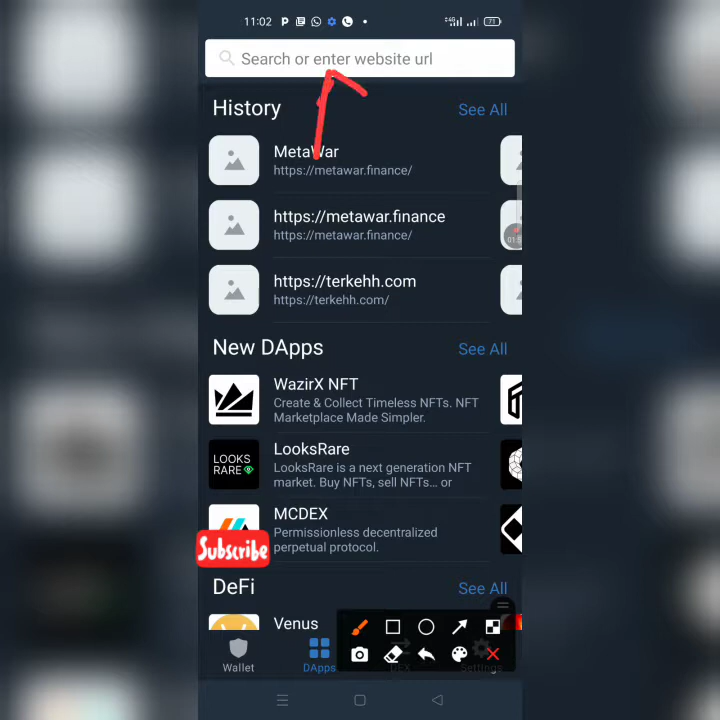 11:02
Search or enter website url
History
See All
MetaWar
https://metawar.finance/
https://metawar.finance
https://metawar.finance/
https://terkehh.com
https://terkehh.com/
New DApps
See All
WazirX NFT
Create & Collect Timeless NFTs. NFT
Marketplace Made Simpler.
LOOKS
RARE
LooksRare
LooksRare is a next generation NFT
market. Buy NFTs, sell NFTs... or
MCDEX
Permissionless decentralized
perpetual protocol.
Subscribe
DeFi
See All
Venus
Wallet
DApps
DEX
Settings